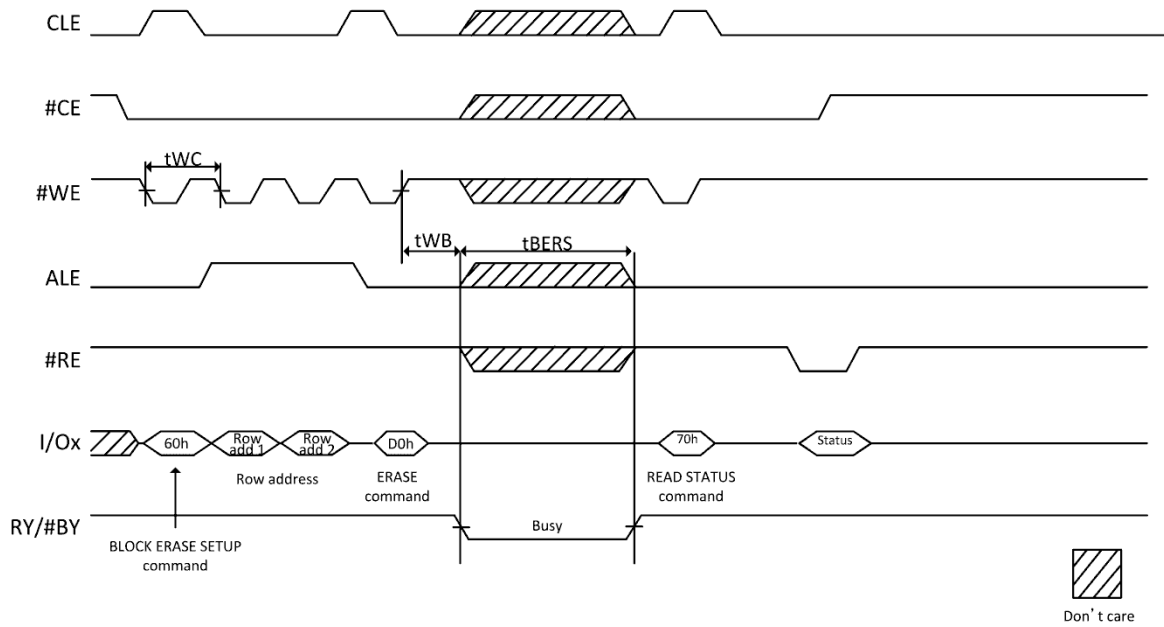 CLE
#CE
tWC
#WE
tWB
tBERS
ALE
#RE
I/Ox
60h
Row
add 1
Row
add 2
D0h
70h
Status
Row address
ERASE
command
READ STATUS
command
RY/#BY
Busy
BLOCK ERASE SETUP
command
Don't care